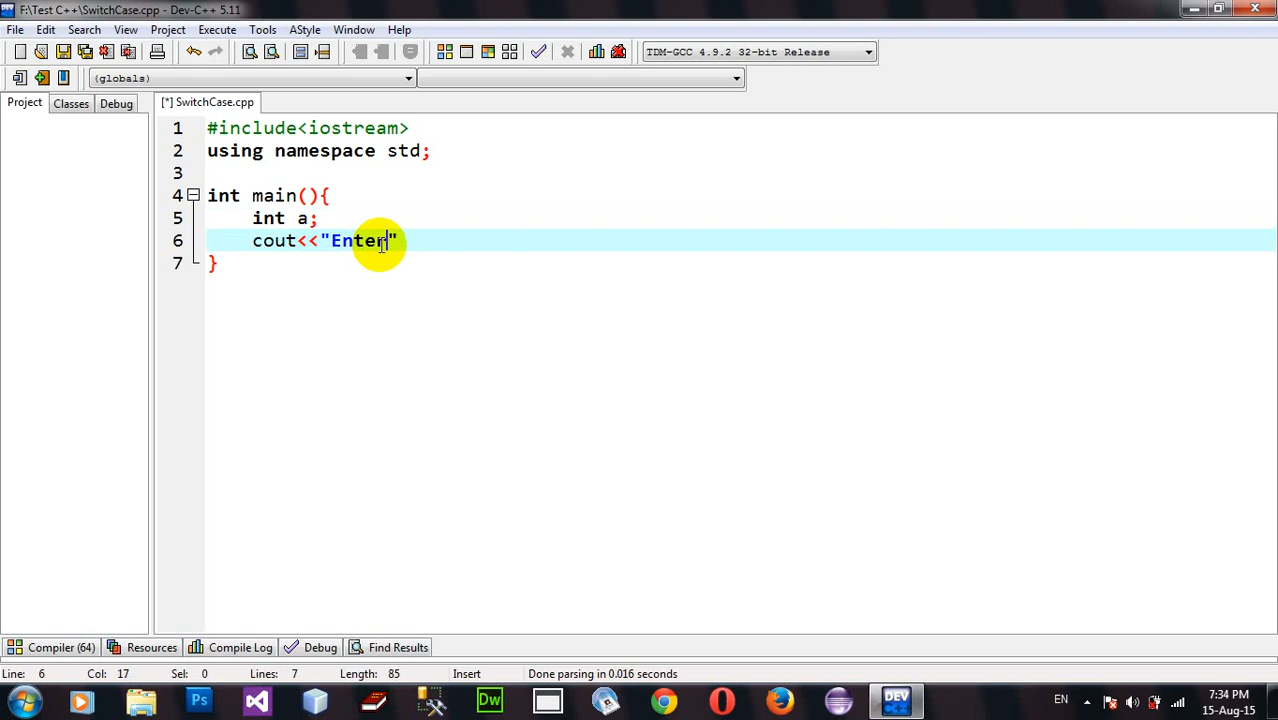 F:\Test C++\SwitchCase.cpp - Dev-C++ 5.11
File Edit Search View Project Execute Tools AStyle Window Help
TDM-GCC 4.9.2 32-bit Release
(globals)
Project Classes Debug [*] SwitchCase.cpp
1 #include<iostream>
2 using namespace std;
3
4 int main(){
5 int a;
6 cout<<"Enter"
7 }
Compiler (64) Resources Compile Log Debug Find Results
Line: 6 Col: 17 Sel: 0 Lines: 7 Length: 85 Insert Done parsing in 0.016 seconds
Ps Dw DEV C++ EN 7:34 PM
15-Aug-15